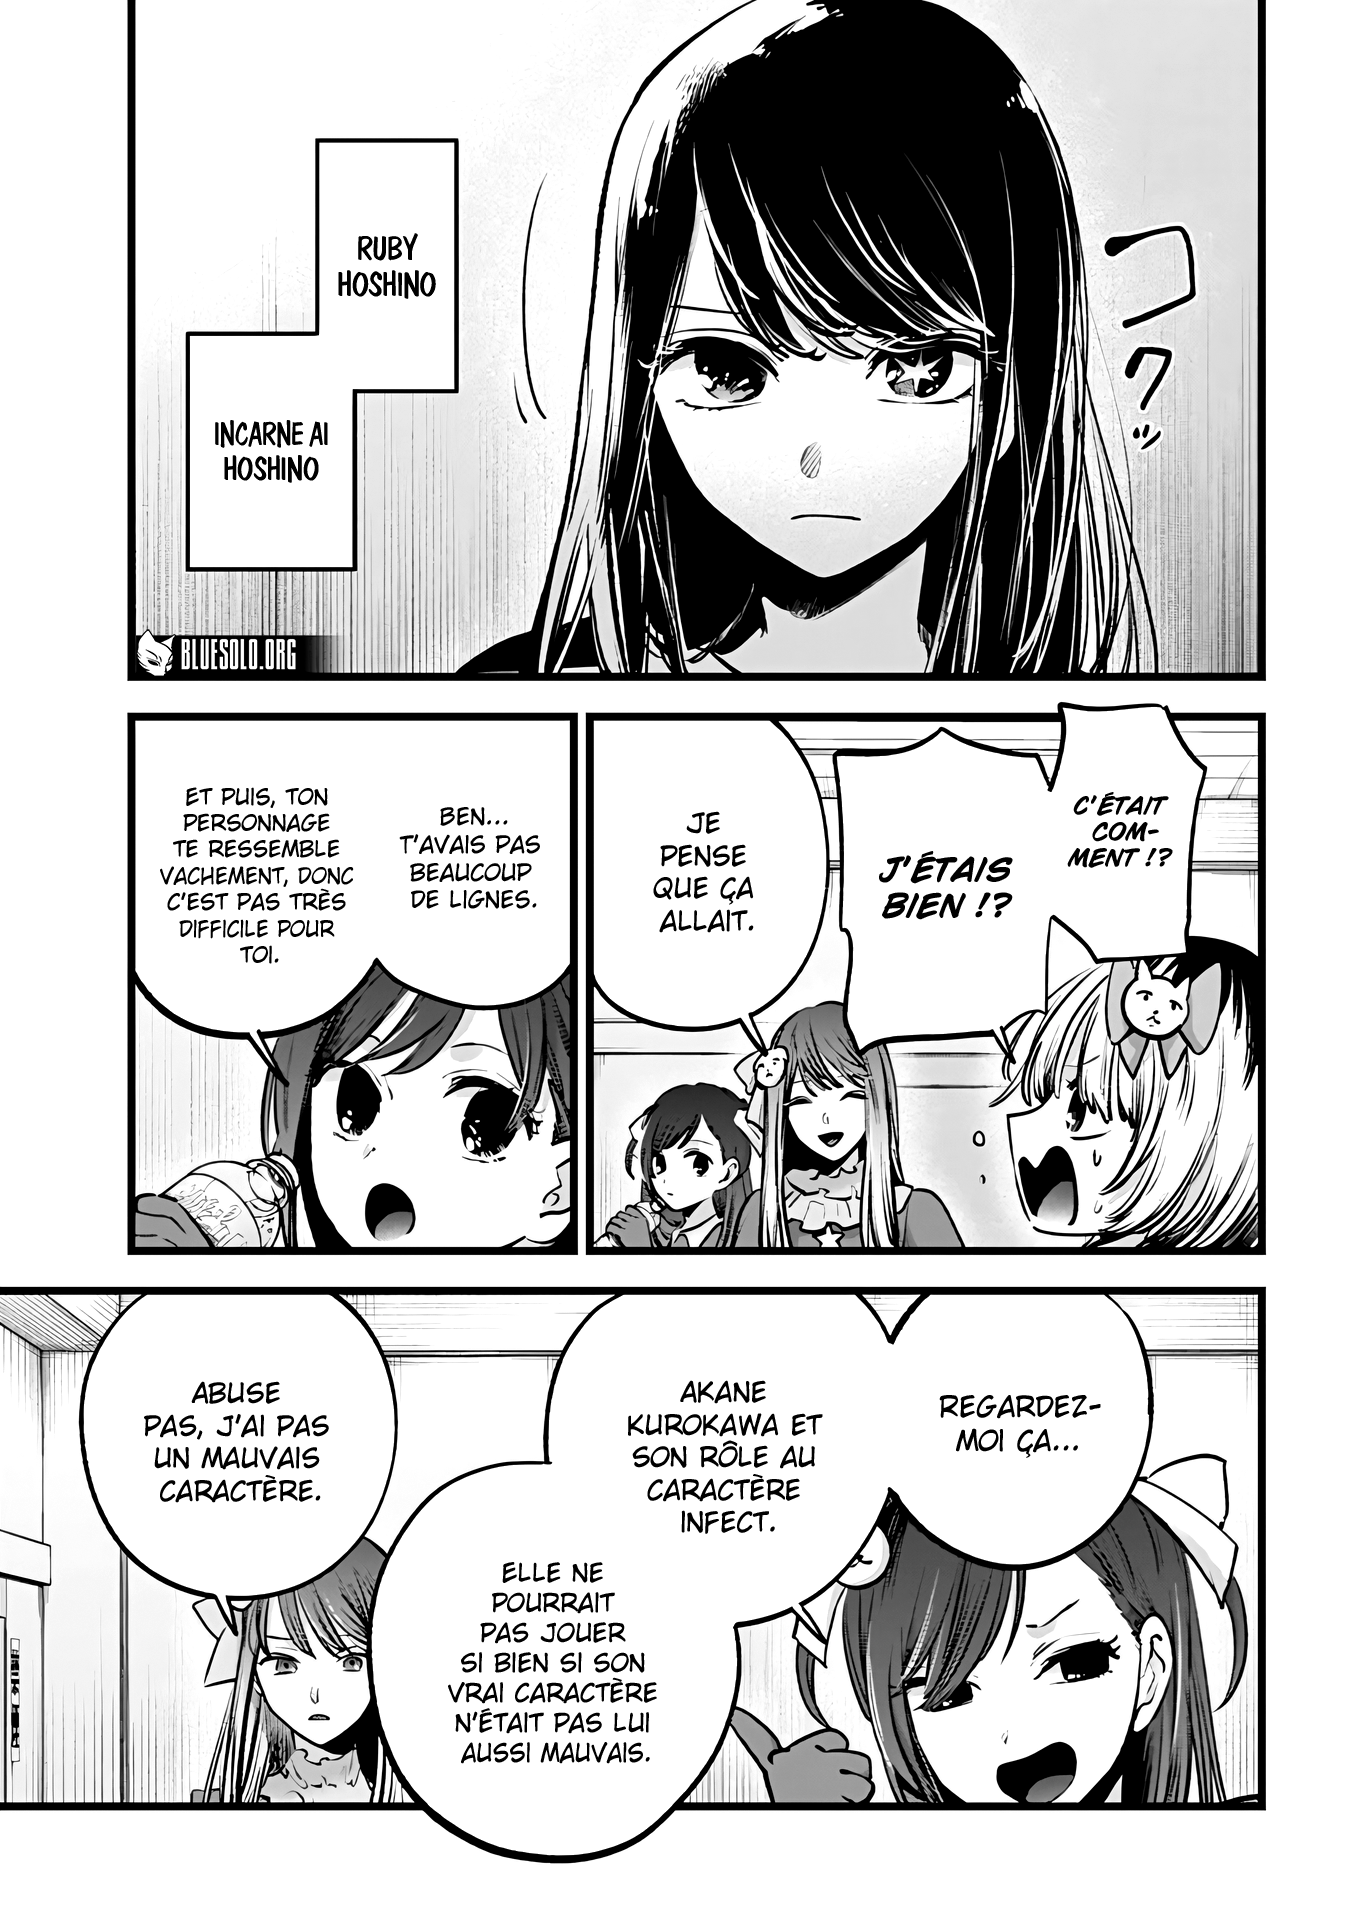 RUBY
HOSHINO
INCARNE AI
HOSHINO
コクッ
BLUESOLO.ORG
C'ÉTAIT
COM-
MENT !?
J'ÉTAIS
BIEN !?
JE
PENSE
QUE ÇA
ALLAIT.
BEN...
T'AVAIS PAS
BEAUCOUP
DE LIGNES.
ET PUIS, TON
PERSONNAGE
TE RESSEMBLE
VACHEMENT, DONC
C'EST PAS TRÈS
DIFFICILE POUR
TOI.
REGARDEZ-
MOI ÇA...
AKANE
KUROKAWA ET
SON RÔLE AU
CARACTÈRE
INFECT.
ELLE NE
POURRAIT
PAS JOUER
SI BIEN SI SON
VRAI CARACTÈRE
N'ÉTAIT PAS LUI
AUSSI MAUVAIS.
ABUSE
PAS, J'AI PAS
UN MAUVAIS
CARACTÈRE.